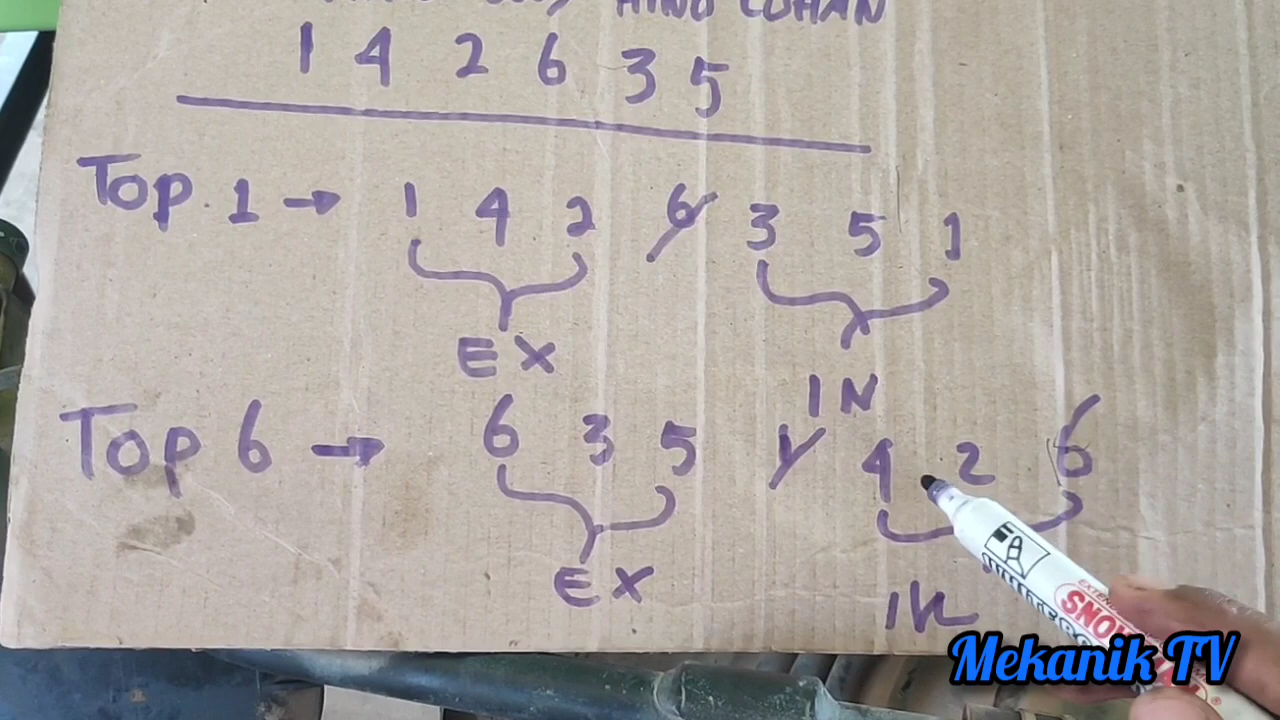 HINO LOHAN
1 4 2 6 3 5
Top. 1 → 1 4 2 6 3 5 1
EX
IN
Top 6 → 6 3 5 1 4 2 6
EX
IN
SNOWMAN
Mekanik TV